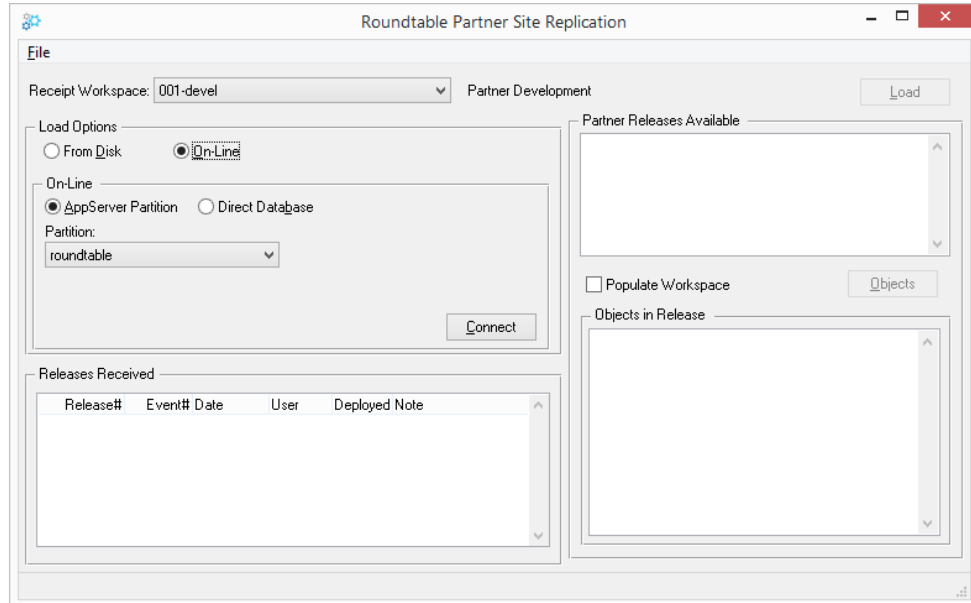 Roundtable Partner Site Replication
File
Receipt Workspace: 001-devel Partner Development Load
Load Options
From Disk On-Line
On-Line
AppServer Partition Direct Database
Partition:
roundtable
Connect
Releases Received
Release# Event# Date User Deployed Note
Partner Releases Available
Populate Workspace Objects
Objects in Release